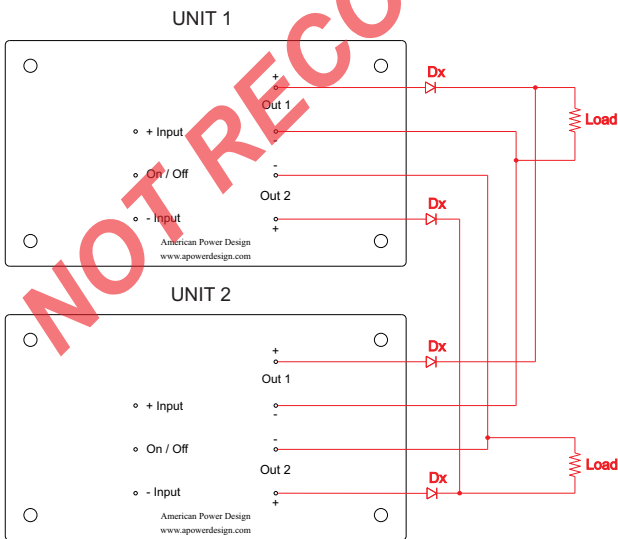 UNIT 1
Dx
+
Out 1
Load
+ Input
-
On / Off
-
Out 2
Dx
- Input
+
American Power Design
www.apowerdesign.com
NOT RECO
UNIT 2
Dx
+
Out 1
+ Input
-
On / Off
-
Out 2
Load
Dx
- Input
+
American Power Design
www.apowerdesign.com